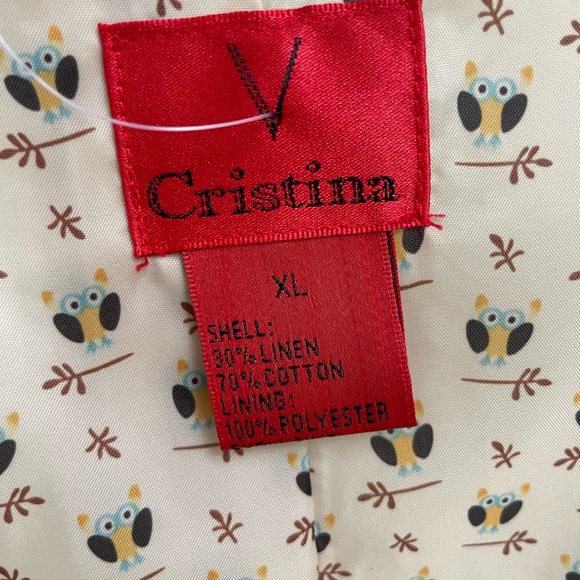 V
Cristina
XL
SHELL:
30% LINEN
70% COTTON
LINING:
100% POLYESTER